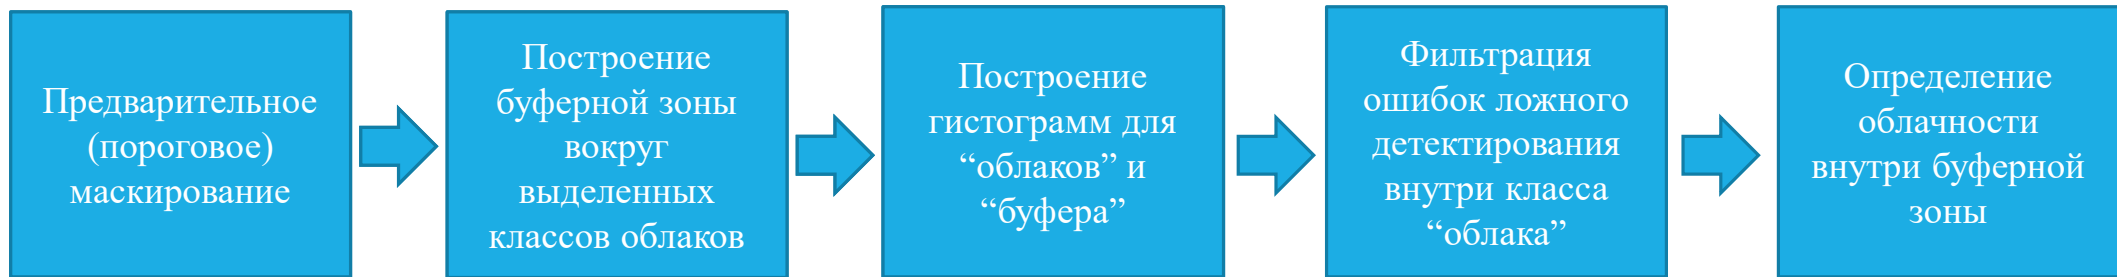 Предварительное
(пороговое)
маскирование
Построение
буферной зоны
вокруг
выделенных
классов облаков
Построение
гистограмм для
“облаков” и
“буфера”
Фильтрация
ошибок ложного
детектирования
внутри класса
“облака”
Определение
облачности
внутри буферной
зоны